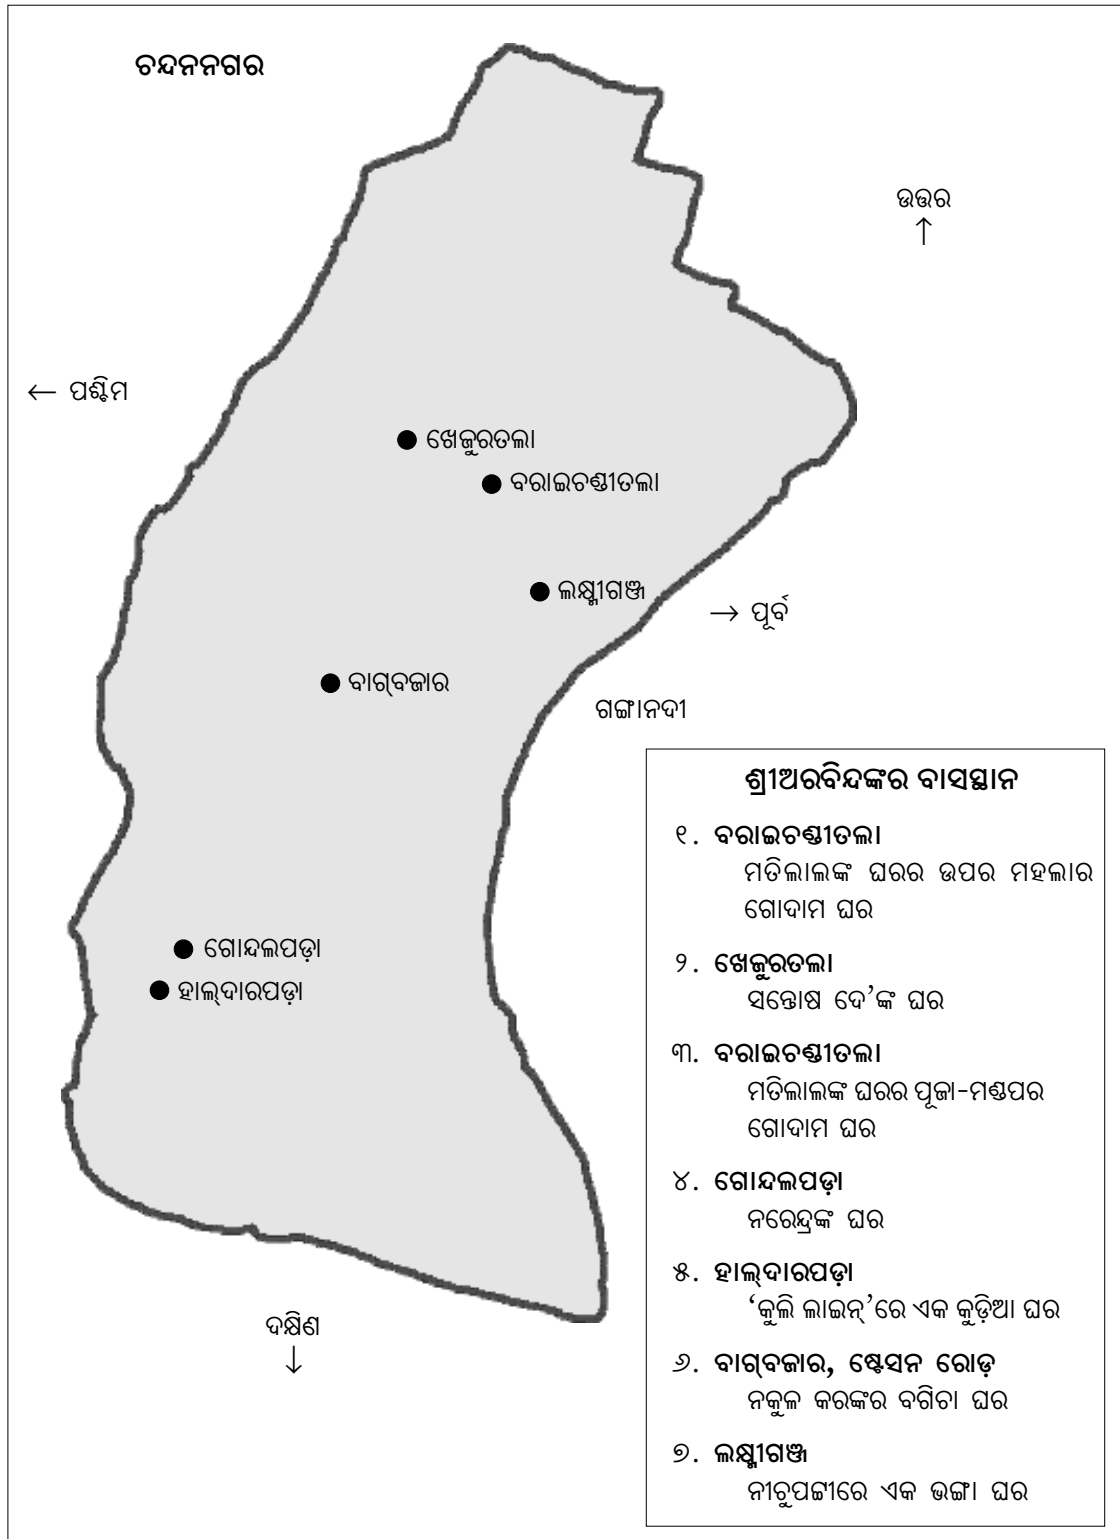 ଚନ୍ଦନନଗର
ଉତ୍ତର
↑
← ପଶ୍ଚିମ
ଖେଜୁରତଲା
ବରାଇଚଣ୍ଡୀତଲା
ଲକ୍ଷ୍ମୀଗଞ୍ଜ
→ ପୂର୍ବ
ବାଗ୍‌ବଜାର
ଗଙ୍ଗାନଦୀ
ଗୋନ୍ଦଲପଡ଼ା
ହାଲ୍‌ଦାରପଡ଼ା
ଦକ୍ଷିଣ
↓
ଶ୍ରୀଅରବିନ୍ଦଙ୍କର ବାସସ୍ଥାନ
୧. ବରାଇଚଣ୍ଡୀତଲା
ମତିଲାଲଙ୍କ ଘରର ଉପର ମହଲାର
ଗୋଦାମ ଘର
୨. ଖେଜୁରତଲା
ସନ୍ତୋଷ ଦେ’ଙ୍କ ଘର
୩. ବରାଇଚଣ୍ଡୀତଲା
ମତିଲାଲଙ୍କ ଘରର ପୂଜା-ମଣ୍ଡପର
ଗୋଦାମ ଘର
୪. ଗୋନ୍ଦଲପଡ଼ା
ନରେନ୍ଦ୍ରଙ୍କ ଘର
୫. ହାଲ୍‌ଦାରପଡ଼ା
‘କୁଲି ଲାଇନ୍’ରେ ଏକ କୁଡ଼ିଆ ଘର
୬. ବାଗ୍‌ବଜାର, ଷ୍ଟେସନ ରୋଡ଼
ନକୁଳ କରଙ୍କର ବଗିଚା ଘର
୭. ଲକ୍ଷ୍ମୀଗଞ୍ଜ
ନୀଚୁପଟ୍ଟୀରେ ଏକ ଭଙ୍ଗା ଘର